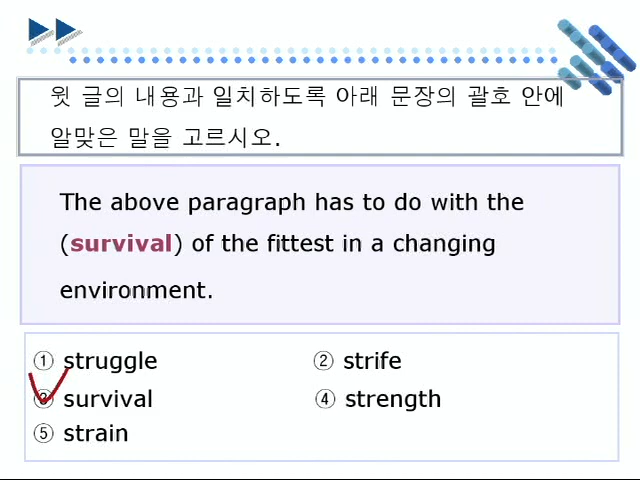 윗 글의 내용과 일치하도록 아래 문장의 괄호 안에
알맞은 말을 고르시오.
The above paragraph has to do with the
(survival) of the fittest in a changing
environment.
① struggle
② strife
③ survival
④ strength
⑤ strain